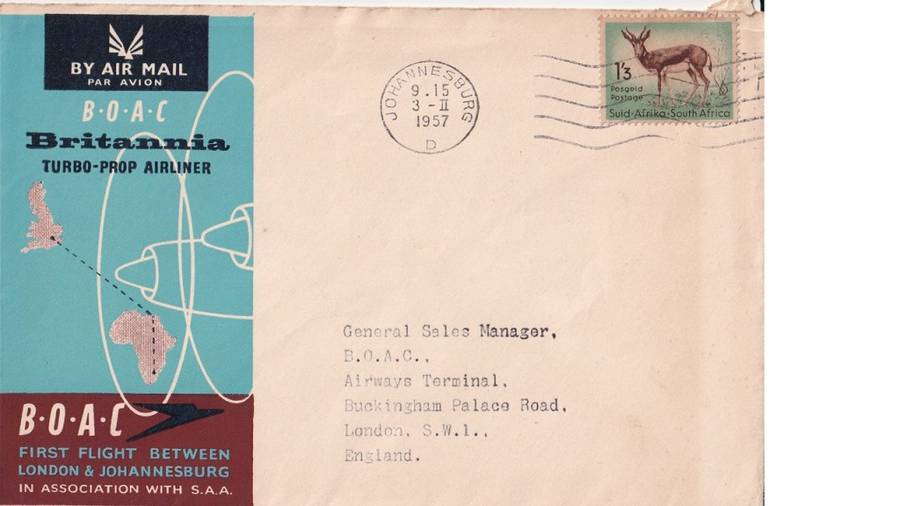 BY AIR MAIL
PAR AVION
B·O·A·C
Britannia
TURBO-PROP AIRLINER
B·O·A·C
FIRST FLIGHT BETWEEN
LONDON & JOHANNESBURG
IN ASSOCIATION WITH S.A.A.
JOHANNESBURG
9.15
3-II
1957
D
1'3
Posgeld
Postage
Suid-Afrika·South Africa
General Sales Manager,
B.O.A.C.,
Airways Terminal,
Buckingham Palace Road,
London, S.W.1.,
England.